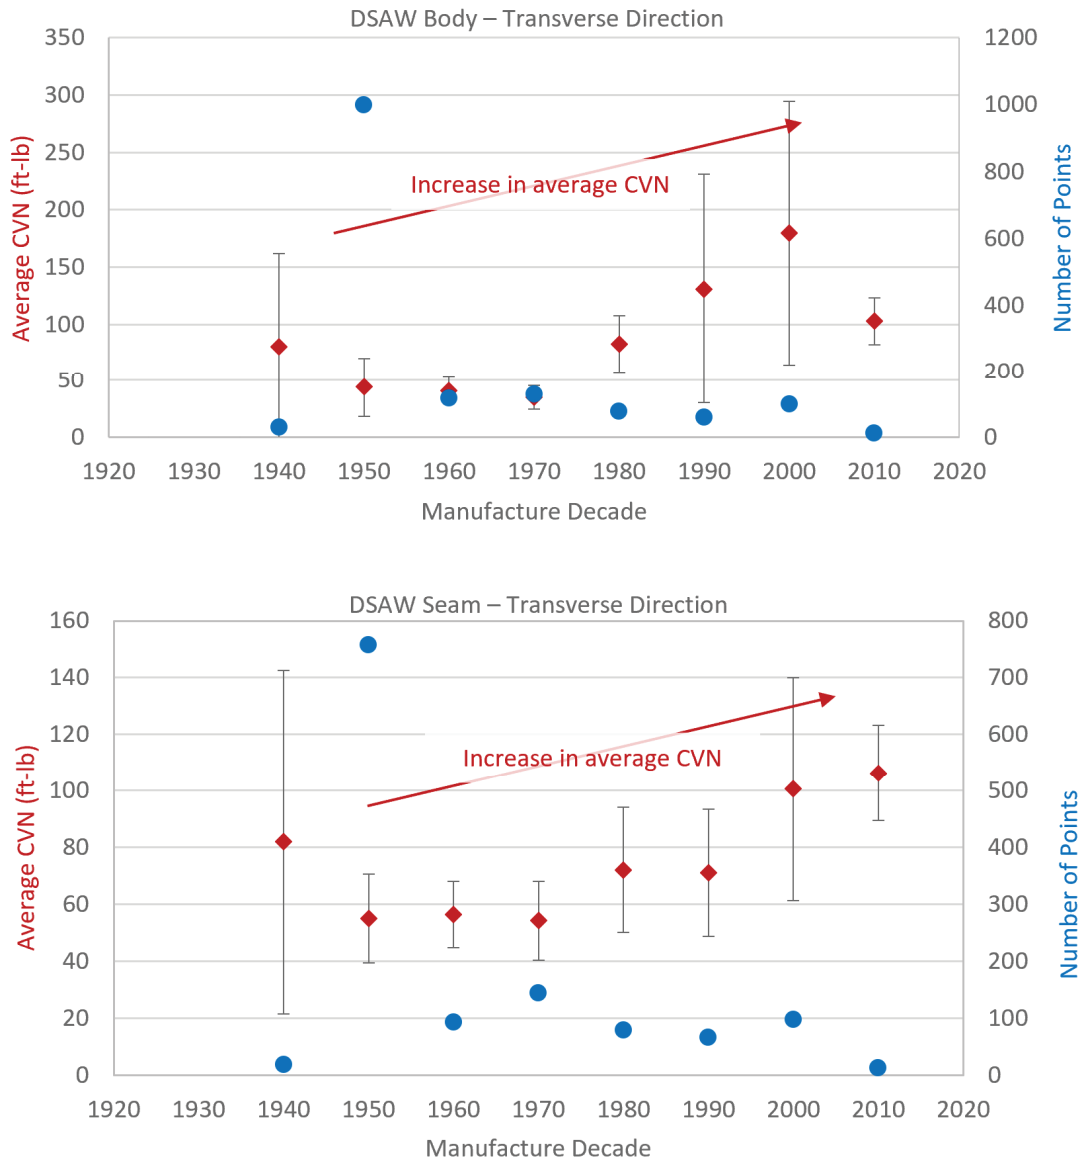 DSAW Body – Transverse Direction
350
300
250
200
150
100
50
0
1200
1000
800
600
400
200
0
Average CVN (ft-lb)
Number of Points
Increase in average CVN
1920 1930 1940 1950 1960 1970 1980 1990 2000 2010 2020
Manufacture Decade
DSAW Seam – Transverse Direction
160
140
120
100
80
60
40
20
0
800
700
600
500
400
300
200
100
0
Average CVN (ft-lb)
Number of Points
Increase in average CVN
1920 1930 1940 1950 1960 1970 1980 1990 2000 2010 2020
Manufacture Decade